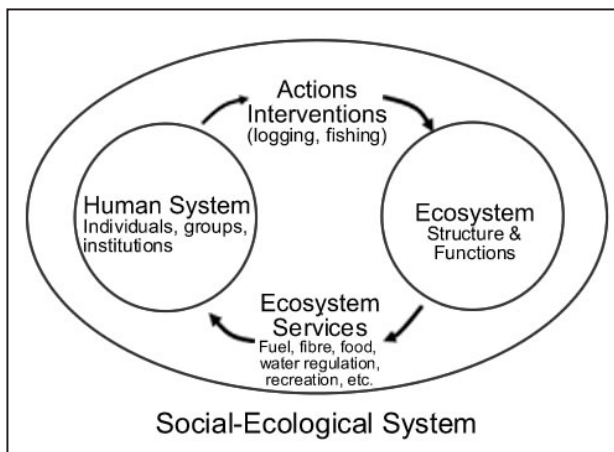 Actions
Interventions
(logging, fishing)
Human System
Individuals, groups,
institutions
Ecosystem
Structure &
Functions
Ecosystem
Services
Fuel, fibre, food,
water regulation,
recreation, etc.
Social-Ecological System